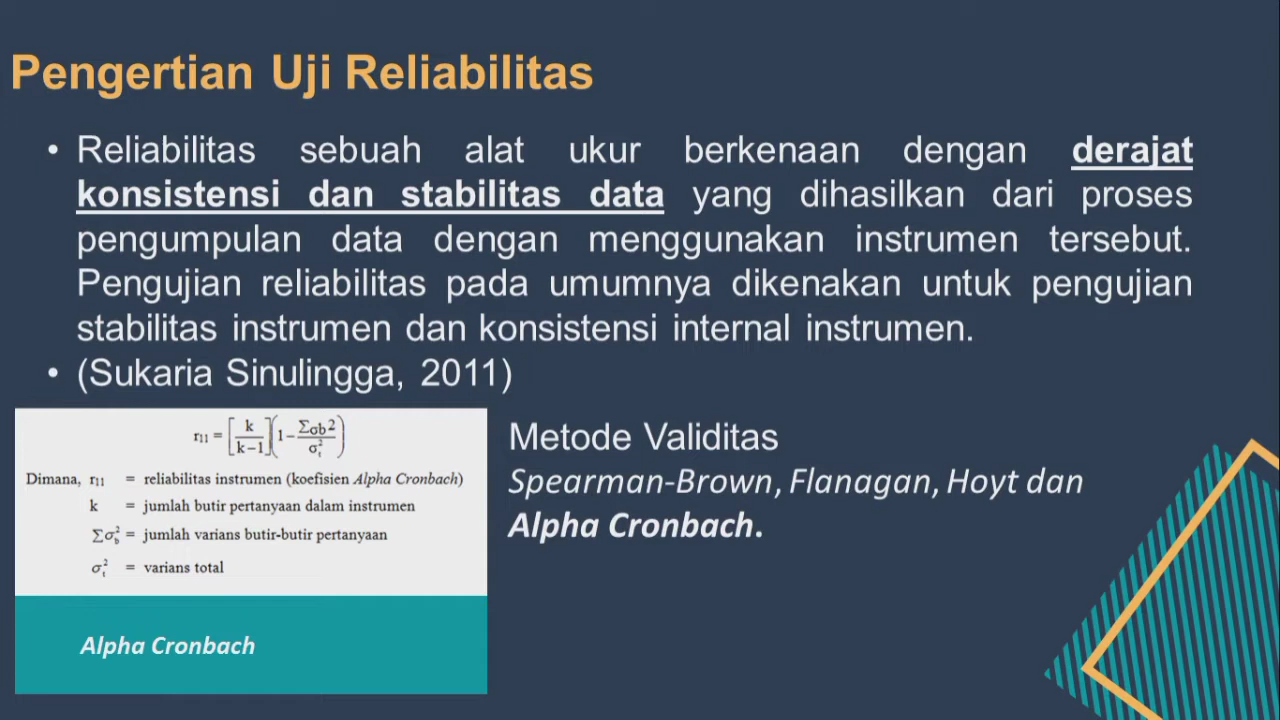 Pengertian Uji Reliabilitas
• Reliabilitas sebuah alat ukur berkenaan dengan derajat
konsistensi dan stabilitas data yang dihasilkan dari proses
pengumpulan data dengan menggunakan instrumen tersebut.
Pengujian reliabilitas pada umumnya dikenakan untuk pengujian
stabilitas instrumen dan konsistensi internal instrumen.
• (Sukaria Sinulingga, 2011)
r₁₁ = [k/(k−1)] (1 − Σσb²/σₜ²)
Dimana, r₁₁ = reliabilitas instrumen (koefisien Alpha Cronbach)
k = jumlah butir pertanyaan dalam instrumen
Σσ_b² = jumlah varians butir-butir pertanyaan
σₜ² = varians total
Alpha Cronbach
Metode Validitas
Spearman-Brown, Flanagan, Hoyt dan
Alpha Cronbach.